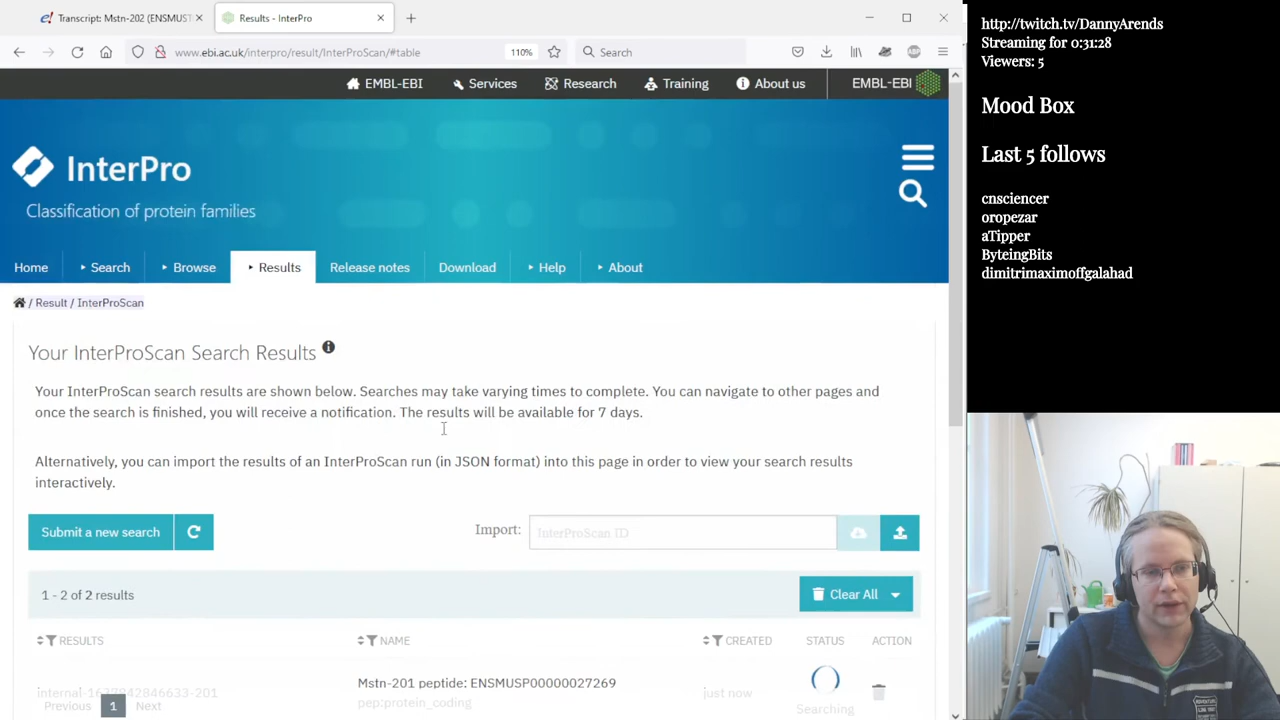 Transcript: Mstn-202 (ENSMUST
Results - InterPro
www.ebi.ac.uk/interpro/result/InterProScan/#table
110%
Search
http://twitch.tv/DannyArends
Streaming for 0:31:28
Viewers: 5
Mood Box
Last 5 follows
cnsciencer
oropezar
aTipper
ByteingBits
dimitrimaximoffgalahad
EMBL-EBI
Services
Research
Training
About us
EMBL-EBI
InterPro
Classification of protein families
Home
Search
Browse
Results
Release notes
Download
Help
About
/ Result / InterProScan
Your InterProScan Search Results
Your InterProScan search results are shown below. Searches may take varying times to complete. You can navigate to other pages and
once the search is finished, you will receive a notification. The results will be available for 7 days.
Alternatively, you can import the results of an InterProScan run (in JSON format) into this page in order to view your search results
interactively.
Submit a new search
Import:
InterProScan ID
1 - 2 of 2 results
Clear All
RESULTS
NAME
CREATED
STATUS
ACTION
Mstn-201 peptide: ENSMUSP00000027269
pep:protein_coding
just now
Searching
Previous
1
Next